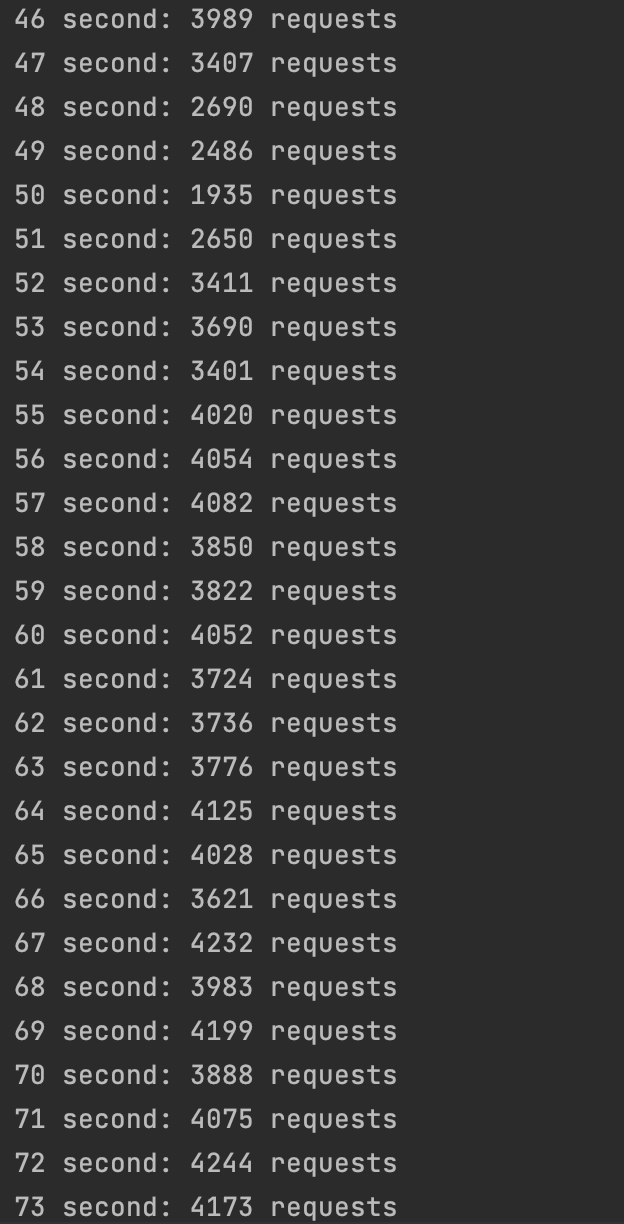 46 second: 3989 requests
47 second: 3407 requests
48 second: 2690 requests
49 second: 2486 requests
50 second: 1935 requests
51 second: 2650 requests
52 second: 3411 requests
53 second: 3690 requests
54 second: 3401 requests
55 second: 4020 requests
56 second: 4054 requests
57 second: 4082 requests
58 second: 3850 requests
59 second: 3822 requests
60 second: 4052 requests
61 second: 3724 requests
62 second: 3736 requests
63 second: 3776 requests
64 second: 4125 requests
65 second: 4028 requests
66 second: 3621 requests
67 second: 4232 requests
68 second: 3983 requests
69 second: 4199 requests
70 second: 3888 requests
71 second: 4075 requests
72 second: 4244 requests
73 second: 4173 requests